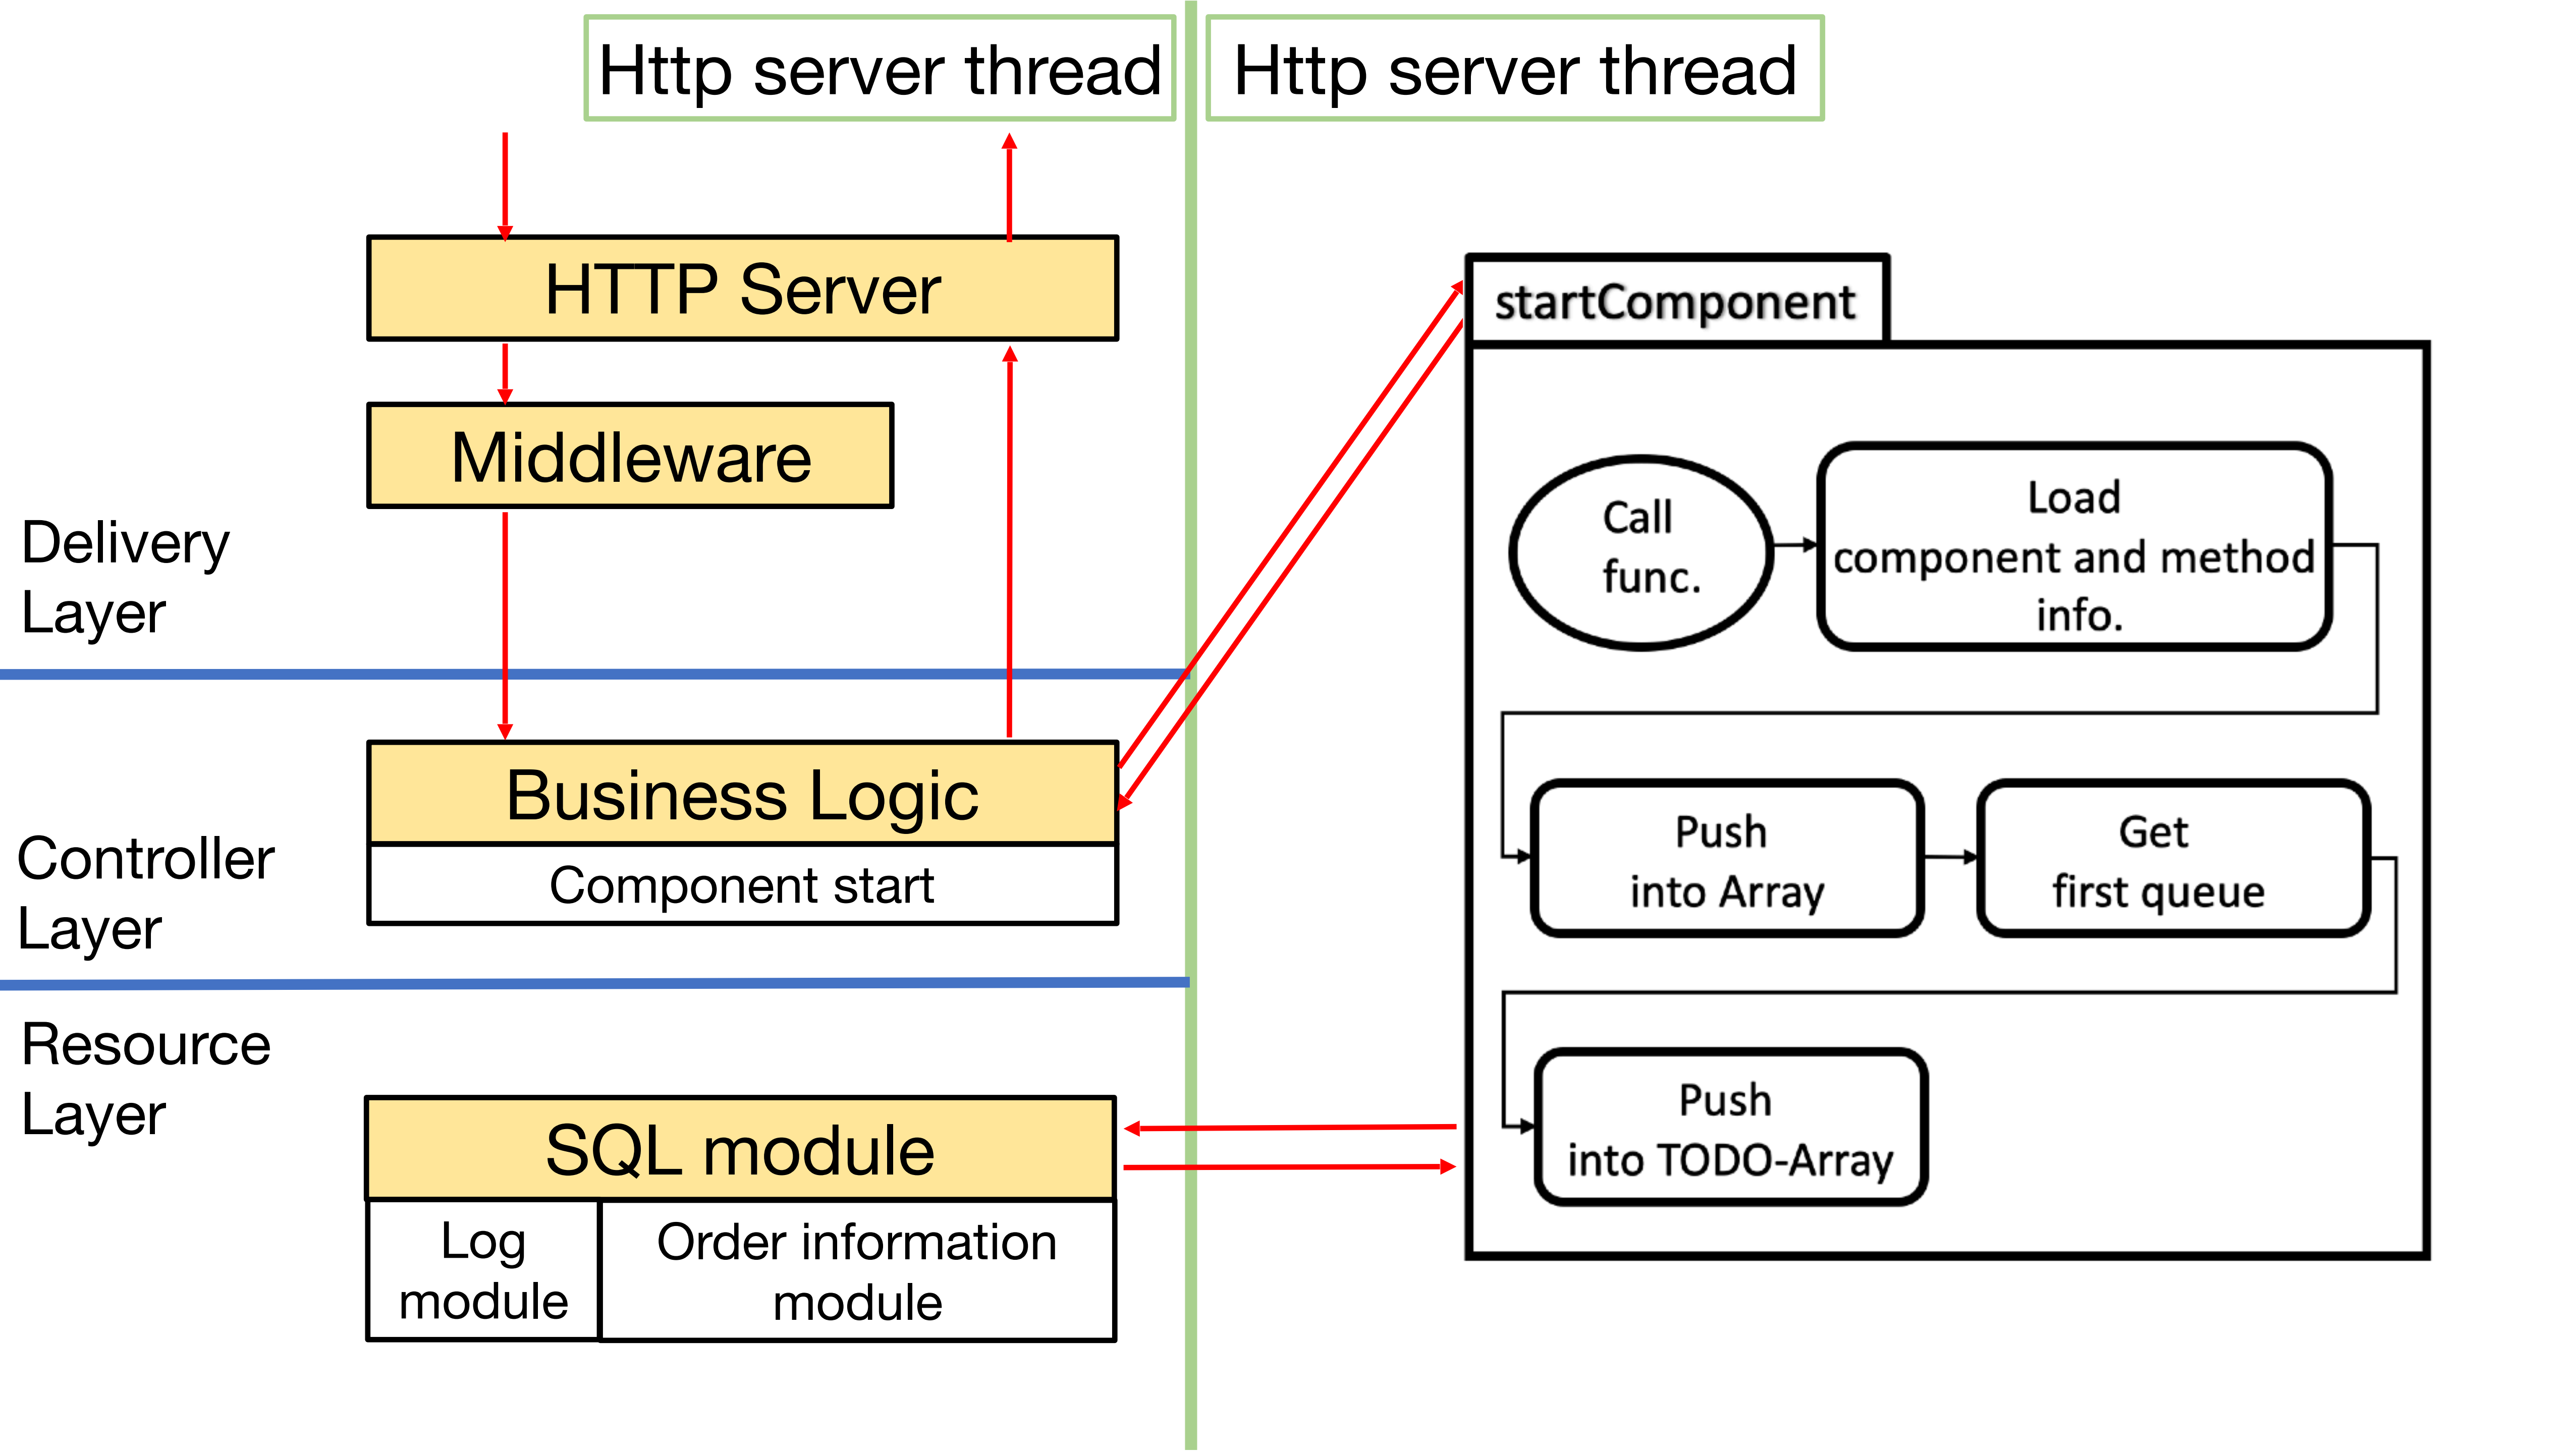 Http server thread
Http server thread
HTTP Server
Middleware
Delivery
Layer
Business Logic
Component start
Controller
Layer
Resource
Layer
SQL module
Log
module
Order information
module
startComponent
Call
func.
Load
component and method
info.
Push
into Array
Get
first queue
Push
into TODO-Array